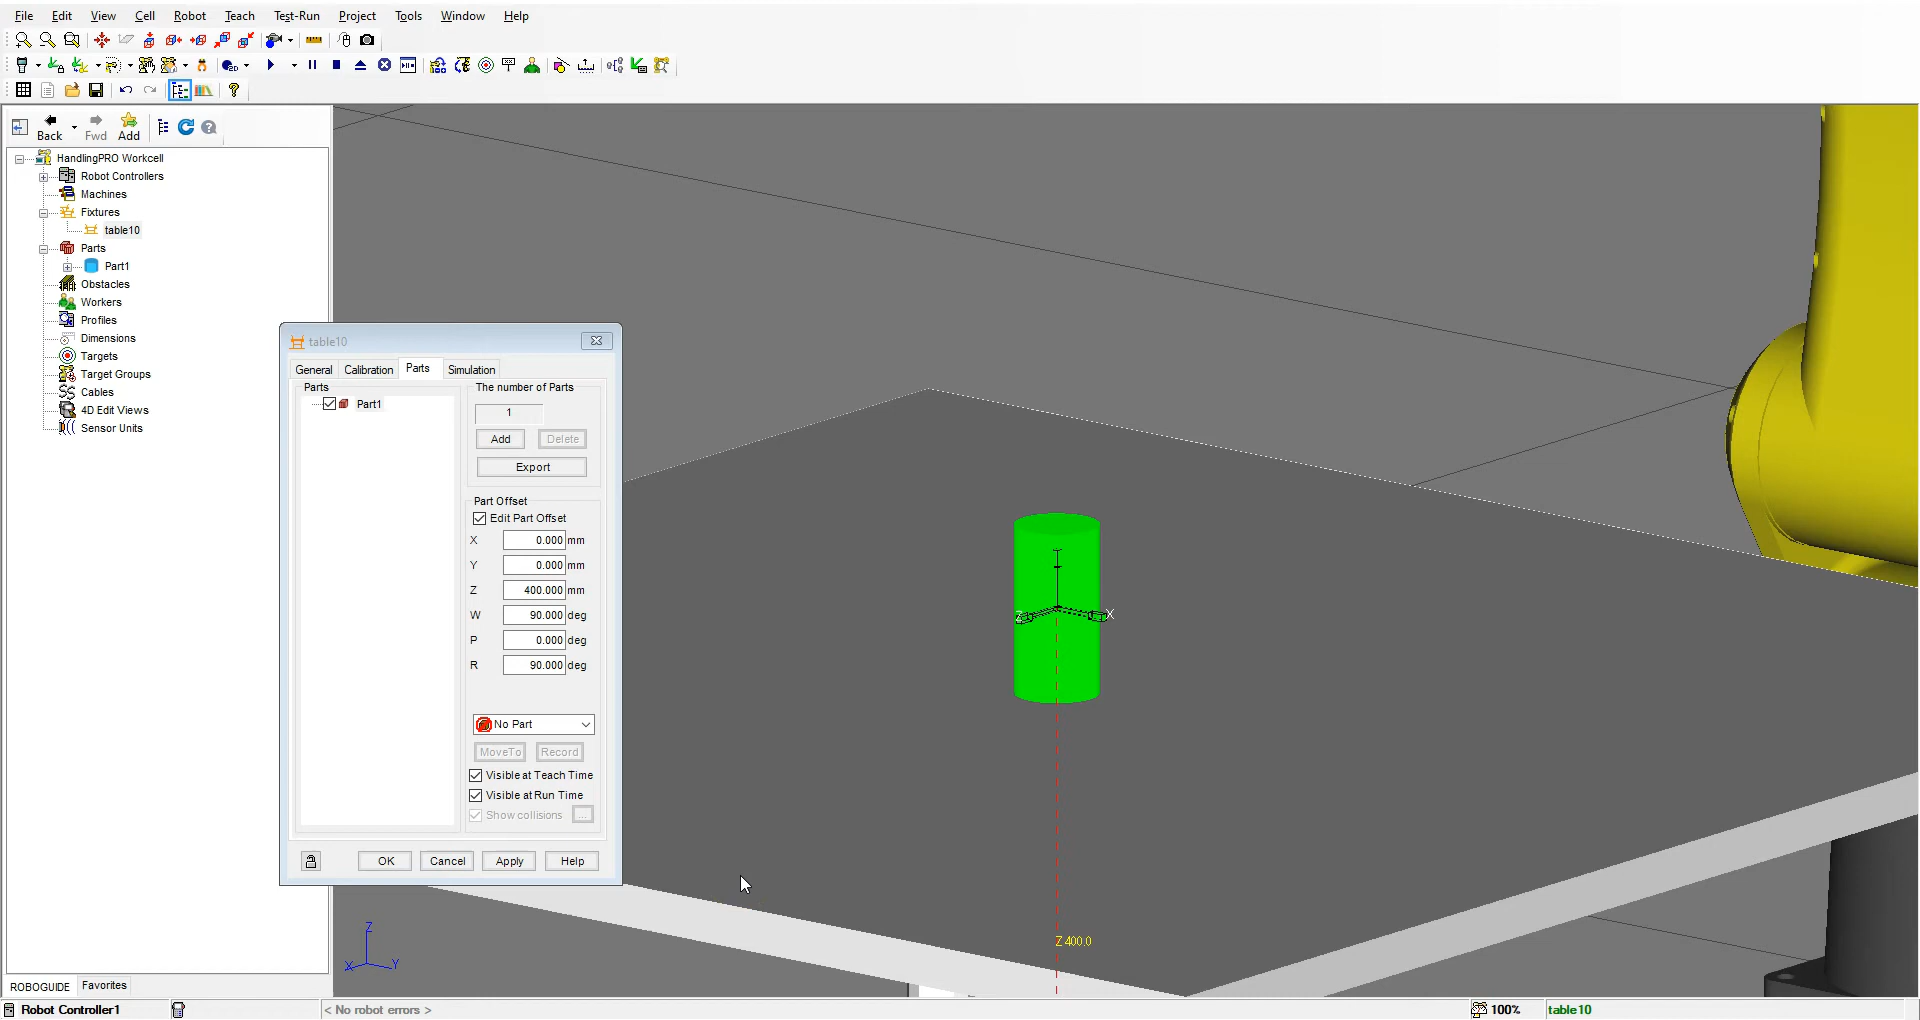 File Edit View Cell Robot Teach Test-Run Project Tools Window Help
Back Fwd Add
HandlingPRO Workcell
Robot Controllers
Machines
Fixtures
table10
Parts
Part1
Obstacles
Workers
Profiles
Dimensions
Targets
Target Groups
Cables
4D Edit Views
Sensor Units
table10
General Calibration Parts Simulation
Parts
Part1
The number of Parts
1
Add Delete
Export
Part Offset
Edit Part Offset
X 0.000 mm
Y 0.000 mm
Z 400.000 mm
W 90.000 deg
P 0.000 deg
R 90.000 deg
No Part
MoveTo Record
Visible at Teach Time
Visible at Run Time
Show collisions ...
OK Cancel Apply Help
Z X
Z 400.0
Z
X Y
ROBOGUIDE Favorites
Robot Controller1 < No robot errors > 100% table10